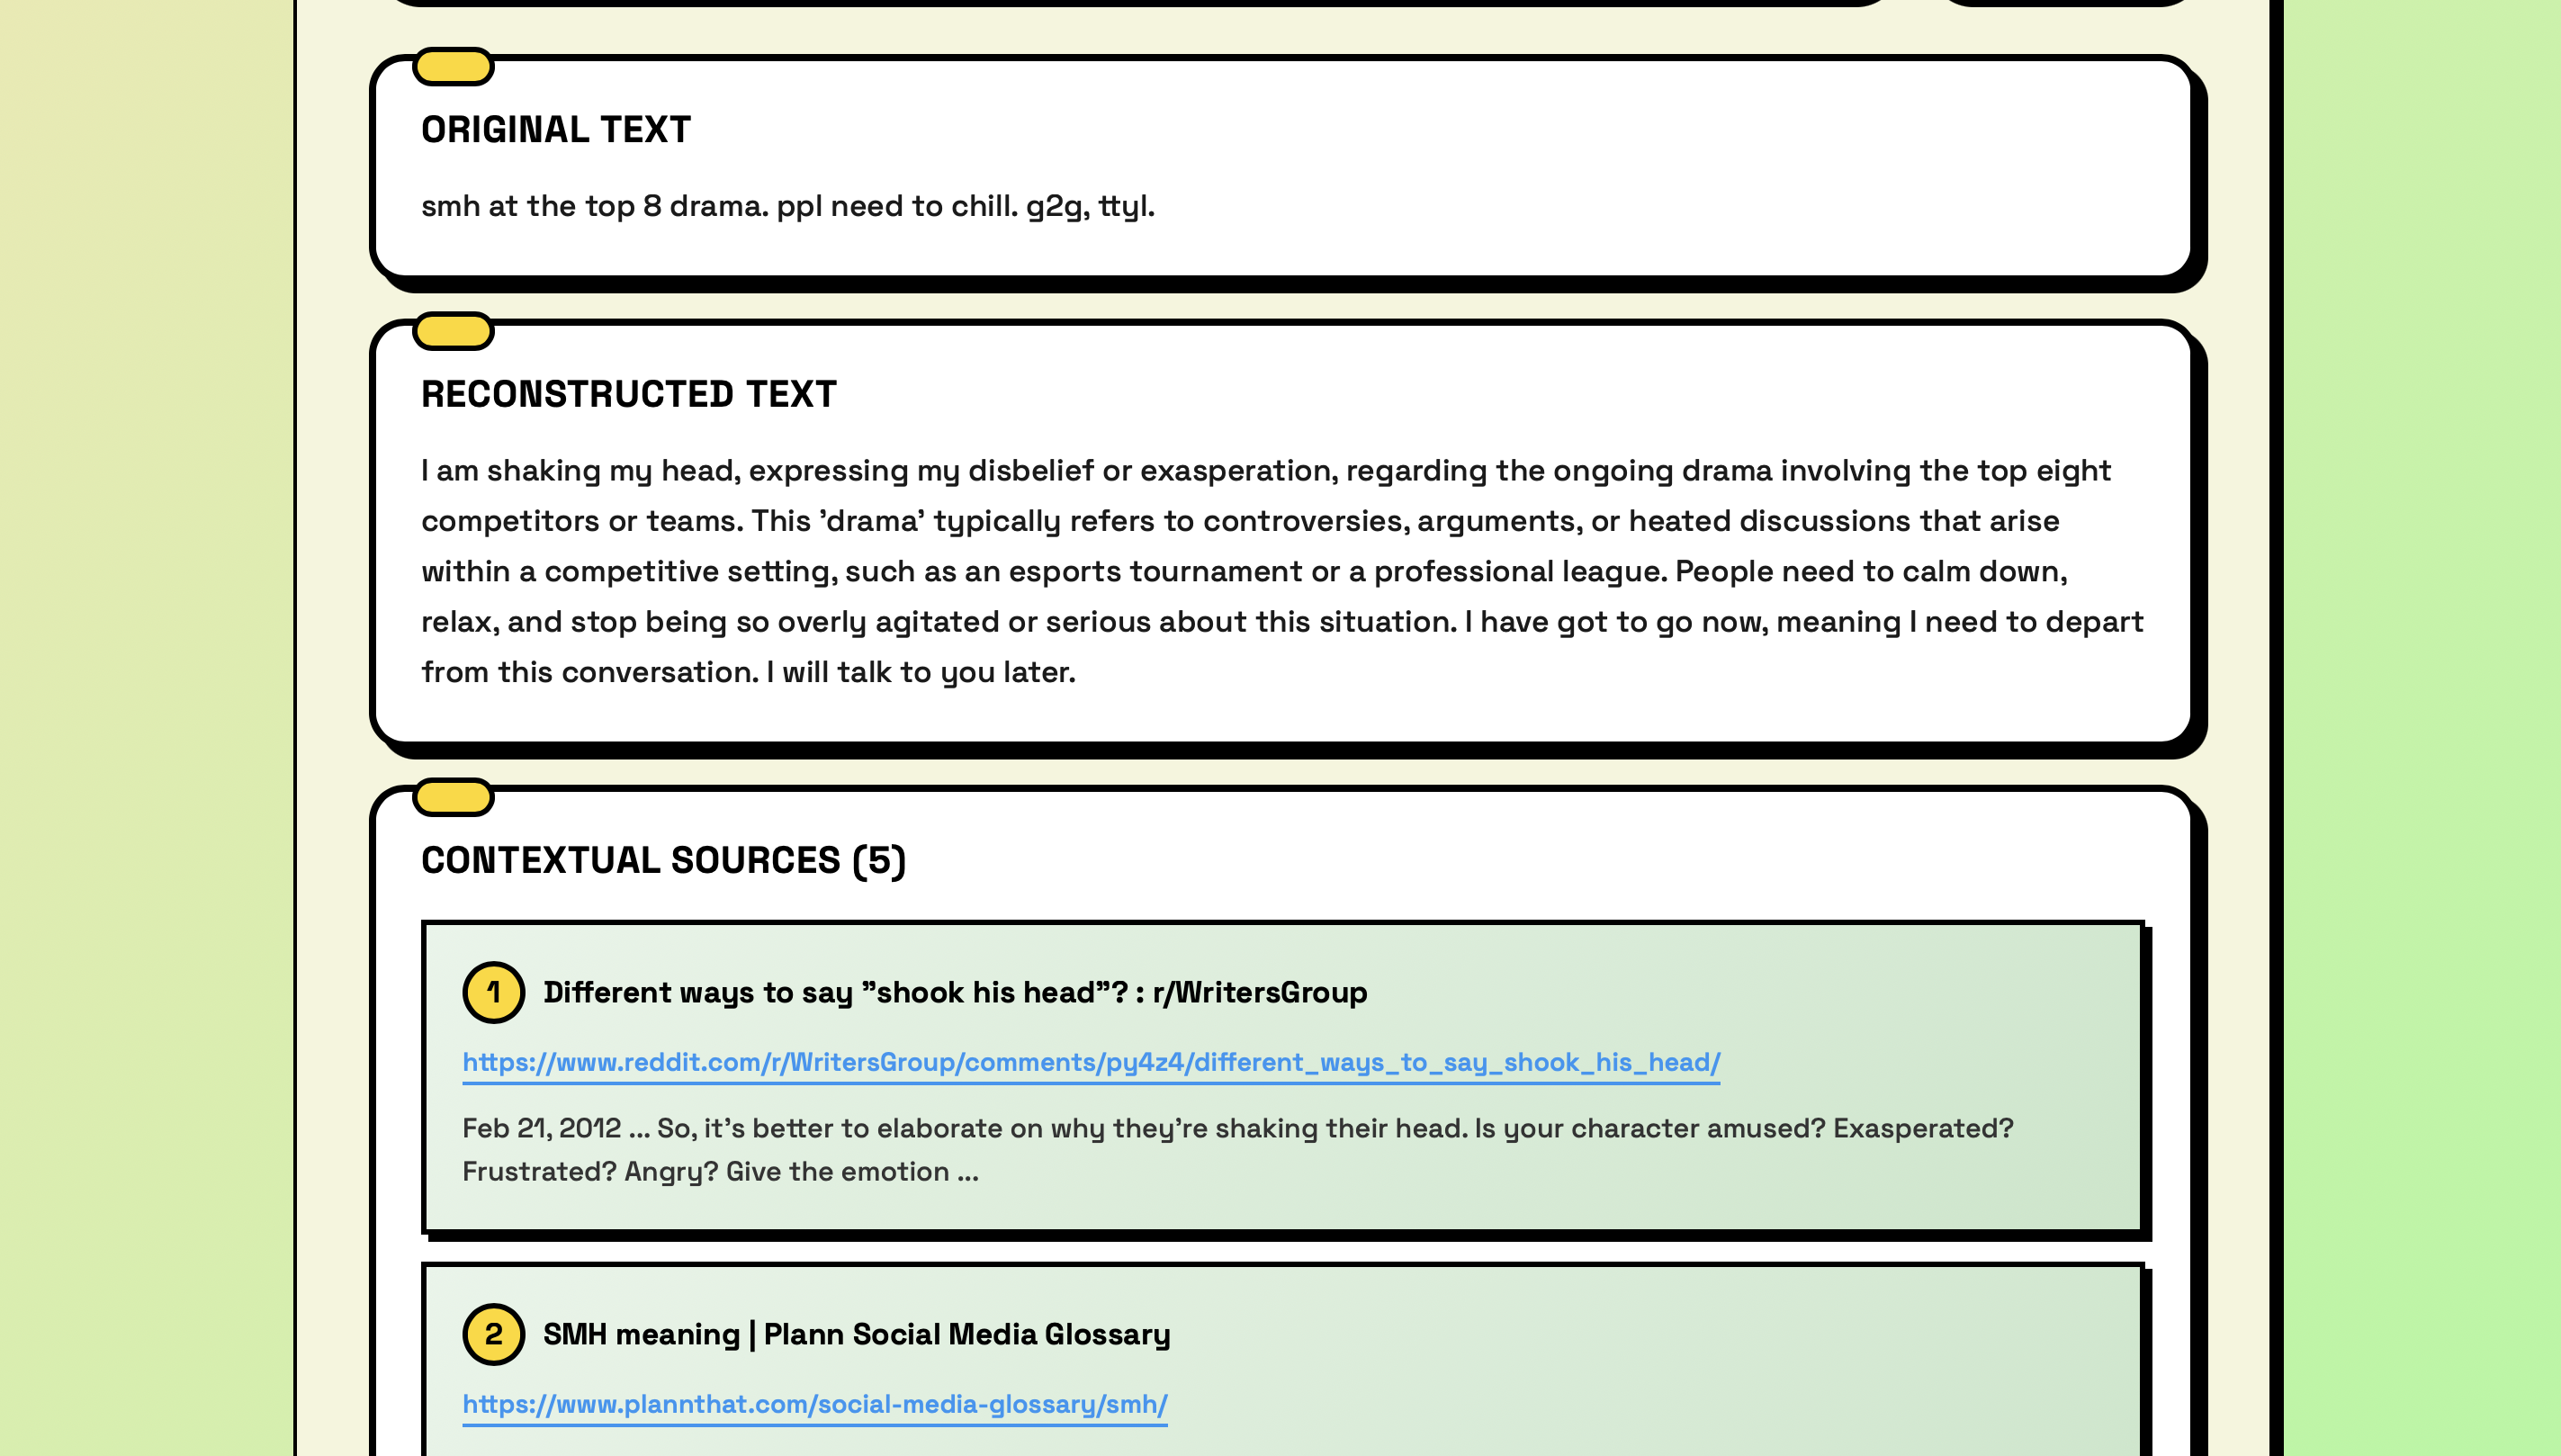 ORIGINAL TEXT
smh at the top 8 drama. ppl need to chill. g2g, ttyl.
RECONSTRUCTED TEXT
I am shaking my head, expressing my disbelief or exasperation, regarding the ongoing drama involving the top eight
competitors or teams. This 'drama' typically refers to controversies, arguments, or heated discussions that arise
within a competitive setting, such as an esports tournament or a professional league. People need to calm down,
relax, and stop being so overly agitated or serious about this situation. I have got to go now, meaning I need to depart
from this conversation. I will talk to you later.
CONTEXTUAL SOURCES (5)
1 Different ways to say "shook his head"? : r/WritersGroup
https://www.reddit.com/r/WritersGroup/comments/py4z4/different_ways_to_say_shook_his_head/
Feb 21, 2012 ... So, it's better to elaborate on why they're shaking their head. Is your character amused? Exasperated?
Frustrated? Angry? Give the emotion ...
2 SMH meaning | Plann Social Media Glossary
https://www.plannthat.com/social-media-glossary/smh/